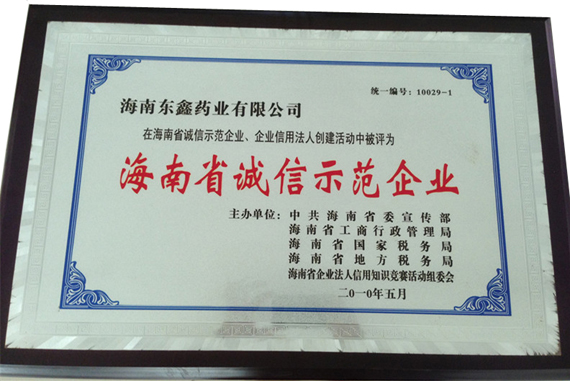 统一编号：10029-1
海南东鑫药业有限公司
在海南省诚信示范企业、企业信用法人创建活动中被评为
海南省诚信示范企业
主办单位：中共海南省委宣传部
海南省工商行政管理局
海南省国家税务局
海南省地方税务局
海南省企业法人信用知识竞赛活动组委会
二〇一〇年五月